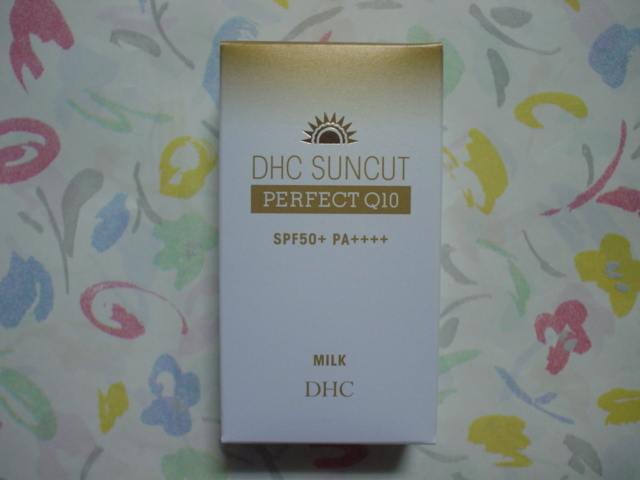 DHC SUNCUT
PERFECT Q10
SPF50+ PA++++
MILK
DHC